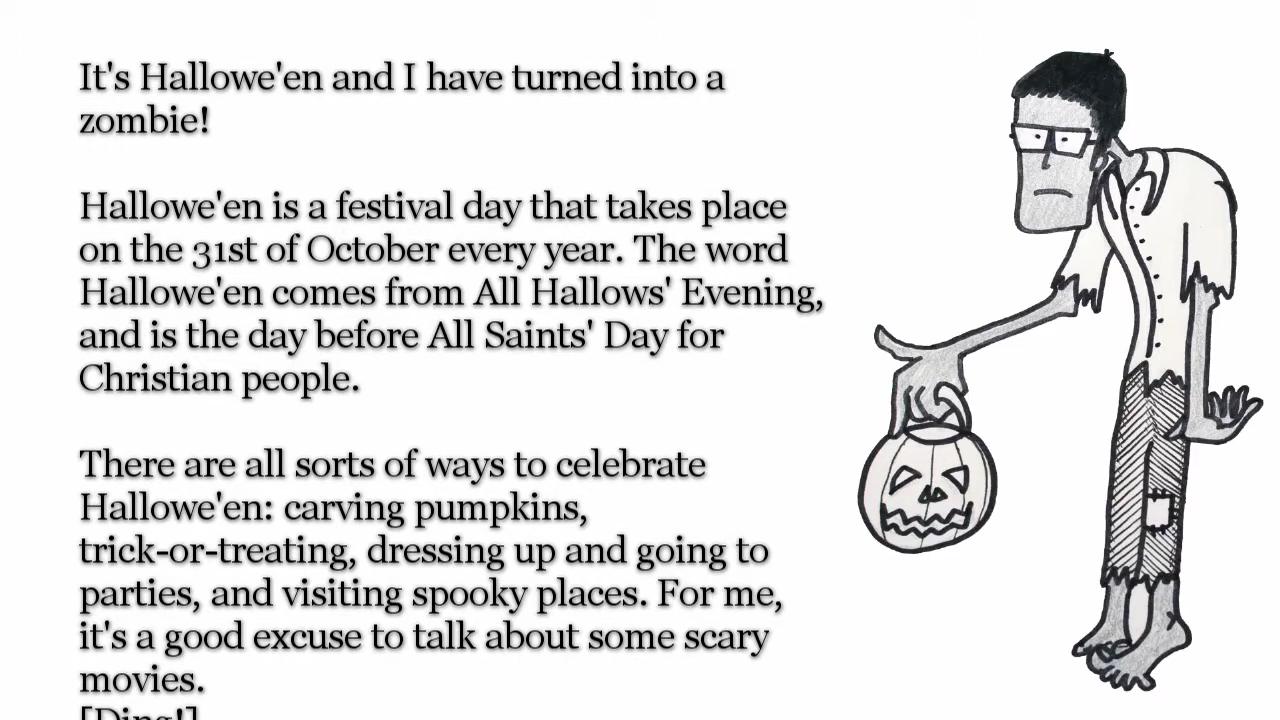 It's Hallowe'en and I have turned into a
zombie!
Hallowe'en is a festival day that takes place
on the 31st of October every year. The word
Hallowe'en comes from All Hallows' Evening,
and is the day before All Saints' Day for
Christian people.
There are all sorts of ways to celebrate
Hallowe'en: carving pumpkins,
trick-or-treating, dressing up and going to
parties, and visiting spooky places. For me,
it's a good excuse to talk about some scary
movies.
[Ding!]